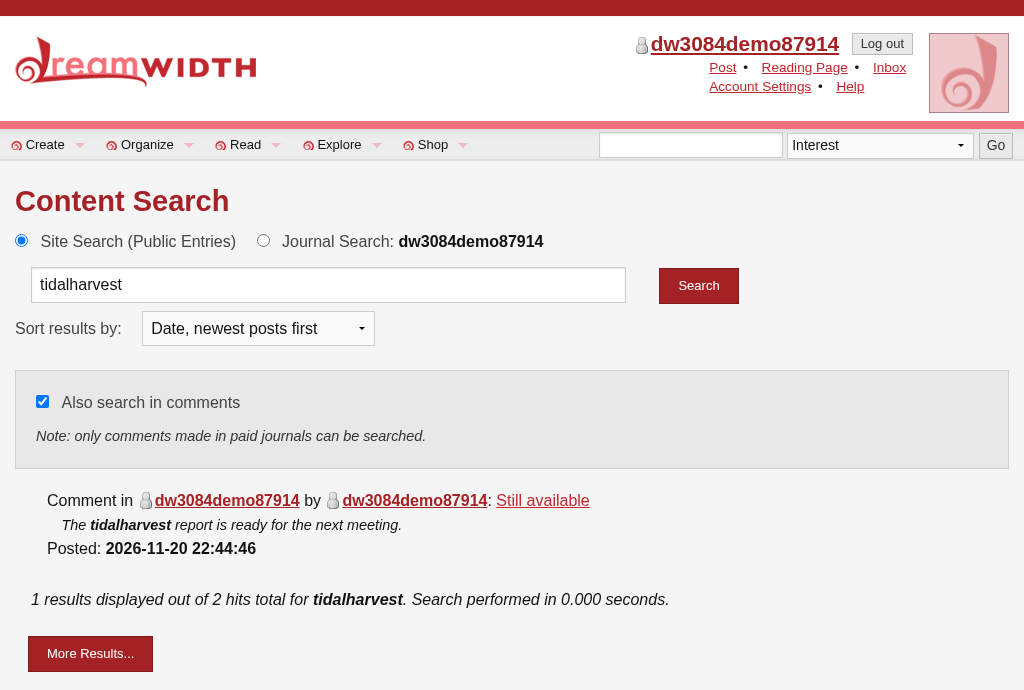 dreamWIDTH
dw3084demo87914 Log out
Post • Reading Page • Inbox
Account Settings • Help
Create Organize Read Explore Shop Interest Go
Content Search
Site Search (Public Entries) Journal Search: dw3084demo87914
tidalharvest Search
Sort results by: Date, newest posts first
Also search in comments
Note: only comments made in paid journals can be searched.
Comment in dw3084demo87914 by dw3084demo87914: Still available
The tidalharvest report is ready for the next meeting.
Posted: 2026-11-20 22:44:46
1 results displayed out of 2 hits total for tidalharvest. Search performed in 0.000 seconds.
More Results...